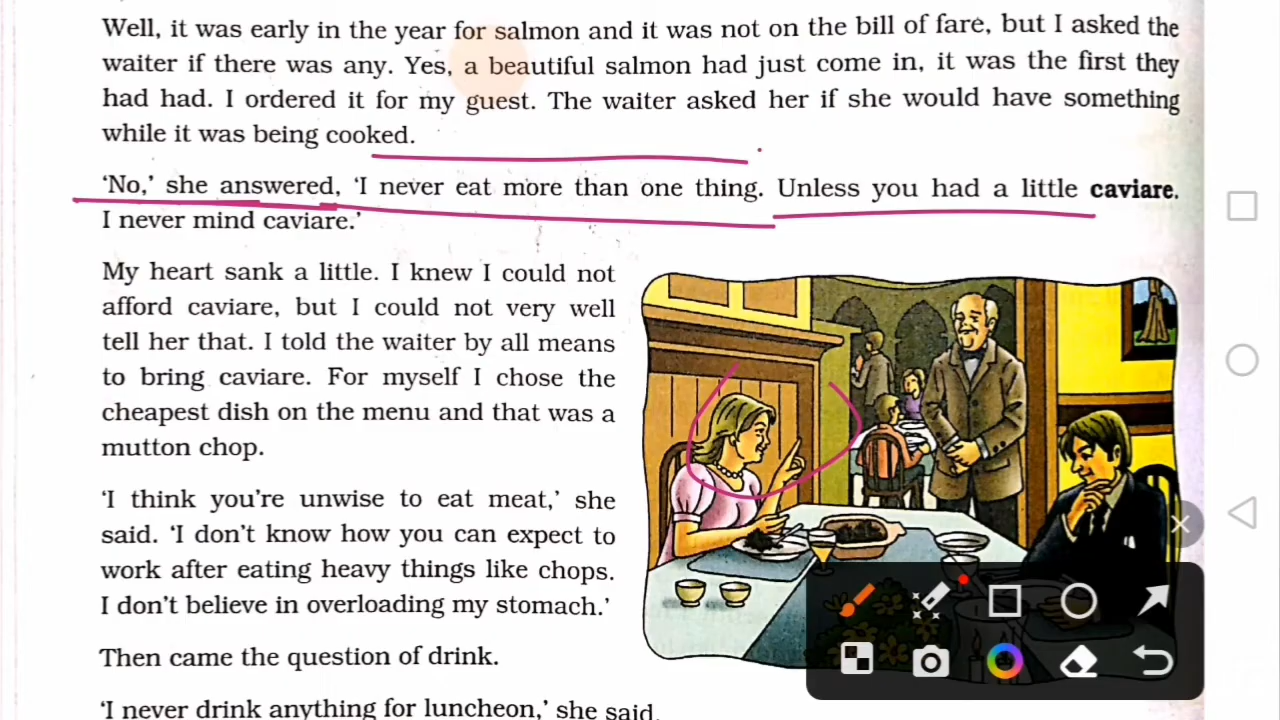 Well, it was early in the year for salmon and it was not on the bill of fare, but I asked the
waiter if there was any. Yes, a beautiful salmon had just come in, it was the first they
had had. I ordered it for my guest. The waiter asked her if she would have something
while it was being cooked.
‘No,’ she answered, ‘I never eat more than one thing. Unless you had a little caviare.
I never mind caviare.’
My heart sank a little. I knew I could not
afford caviare, but I could not very well
tell her that. I told the waiter by all means
to bring caviare. For myself I chose the
cheapest dish on the menu and that was a
mutton chop.
‘I think you’re unwise to eat meat,’ she
said. ‘I don’t know how you can expect to
work after eating heavy things like chops.
I don’t believe in overloading my stomach.’
Then came the question of drink.
‘I never drink anything for luncheon,’ she said.